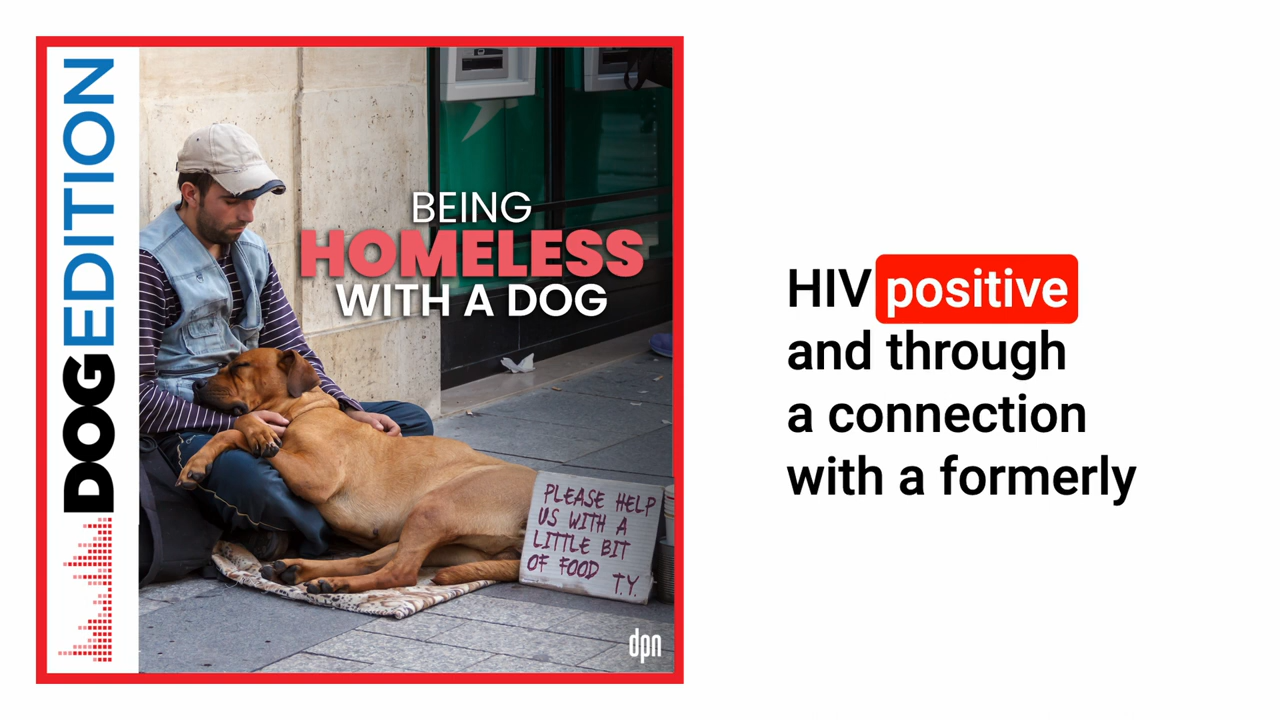 DOGEDITION
BEING
HOMELESS
WITH A DOG
PLEASE HELP
US WITH A
LITTLE BIT
OF FOOD
T.Y.
dpn
HIV positive
and through
a connection
with a formerly